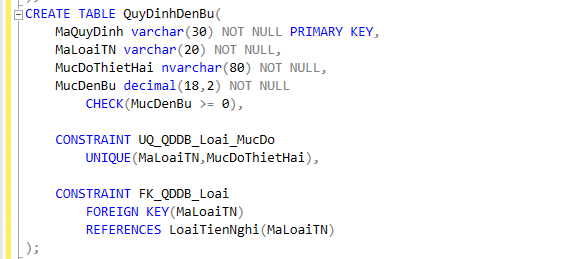 CREATE TABLE QuyDinhDenBu(
    MaQuyDinh varchar(30) NOT NULL PRIMARY KEY,
    MaLoaiTN varchar(20) NOT NULL,
    MucDoThietHai nvarchar(80) NOT NULL,
    MucDenBu decimal(18,2) NOT NULL
        CHECK(MucDenBu >= 0),
    CONSTRAINT UQ_QDDB_Loai_MucDo
        UNIQUE(MaLoaiTN,MucDoThietHai),
    CONSTRAINT FK_QDDB_Loai
        FOREIGN KEY(MaLoaiTN)
        REFERENCES LoaiTienNghi(MaLoaiTN)
);